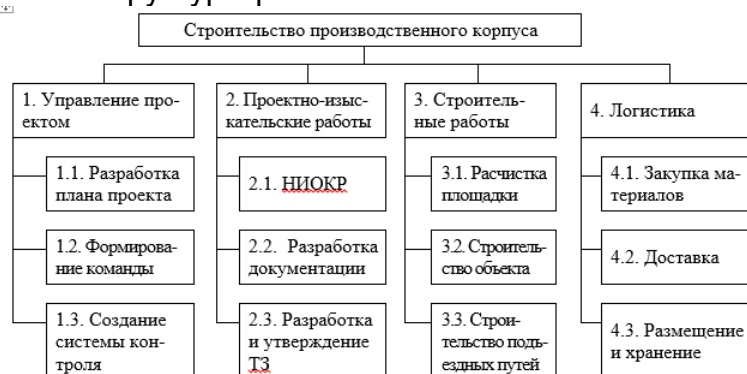 Строительство производственного корпуса
1. Управление про-
ектом
2. Проектно-изыс-
кательские работы
3. Строитель-
ные работы
4. Логистика
1.1. Разработка
плана проекта
2.1. НИОКР
3.1. Расчистка
площадки
4.1. Закупка ма-
териалов
1.2. Формирова-
ние команды
2.2. Разработка
документации
3.2. Строитель-
ство объекта
4.2. Доставка
1.3. Создание
системы кон-
троля
2.3. Разработка
и утверждение
ТЗ
3.3. Строи-
тельство подъ-
ездных путей
4.3. Размещение
и хранение